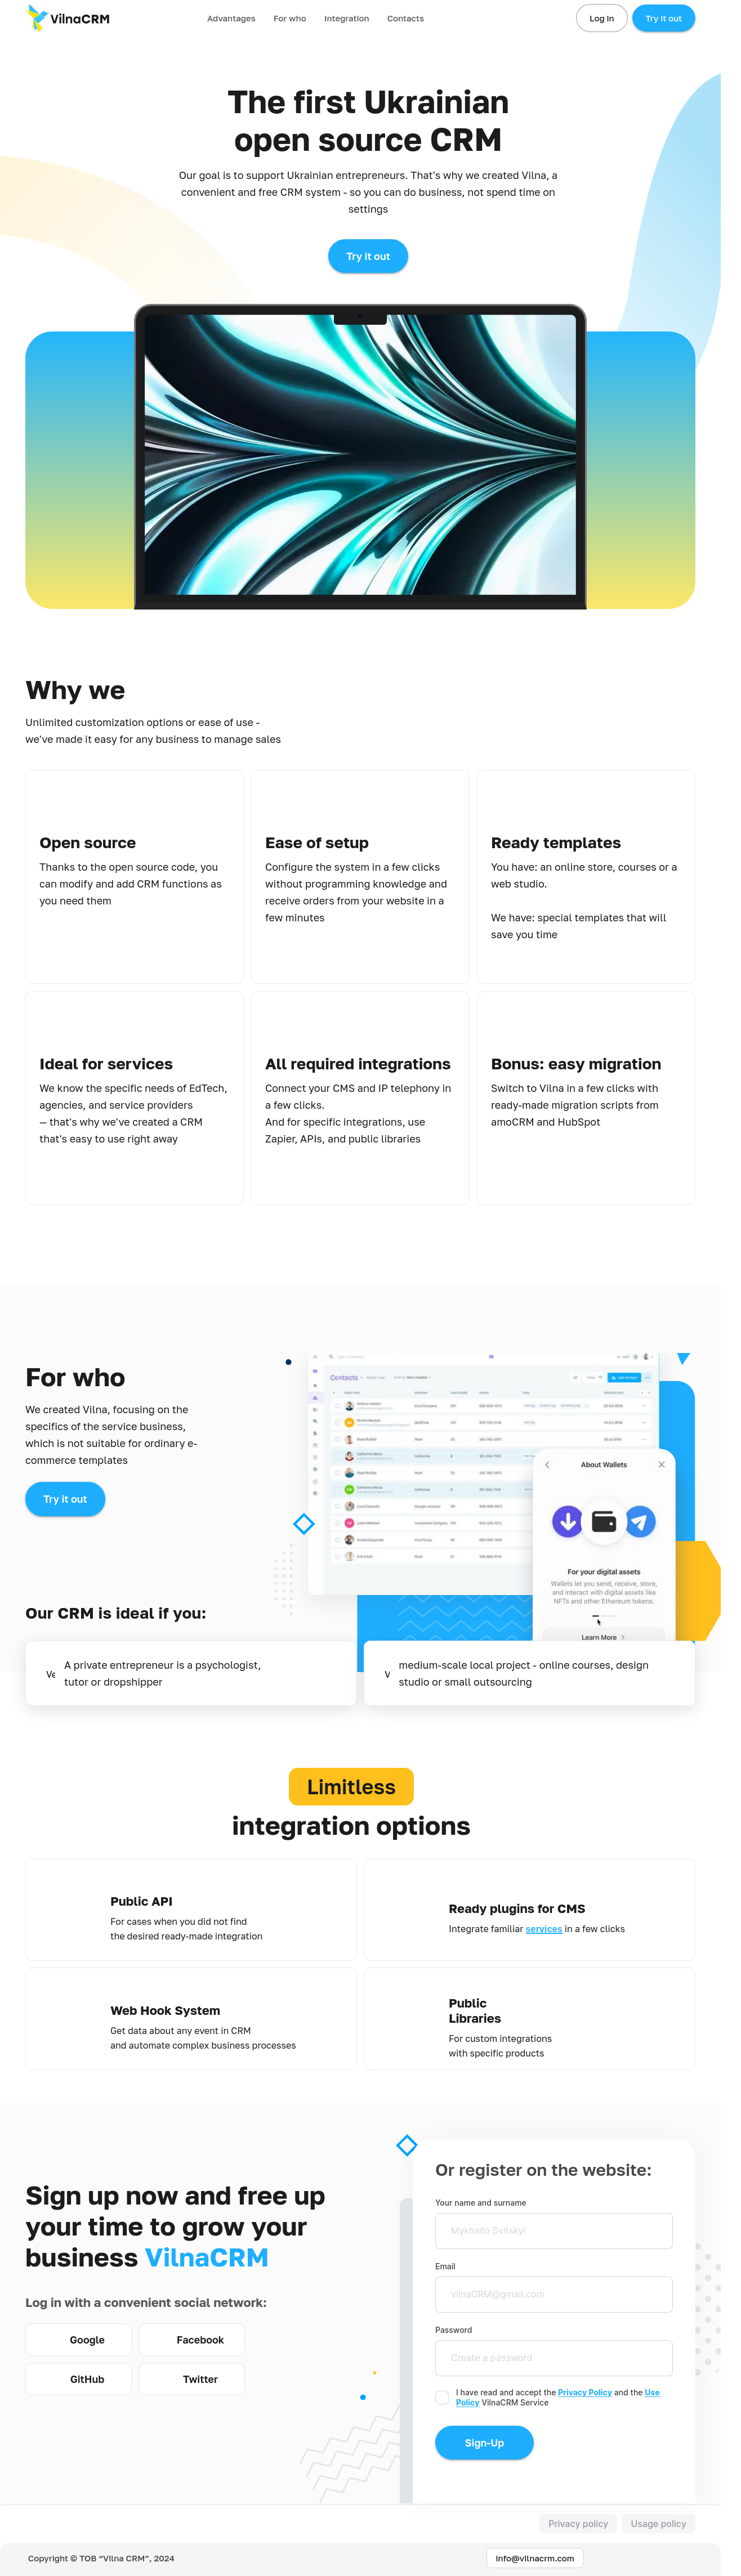 VilnaCRM
Advantages
For who
Integration
Contacts
Log in
Try it out
The first Ukrainian
open source CRM
Our goal is to support Ukrainian entrepreneurs. That's why we created Vilna, a
convenient and free CRM system - so you can do business, not spend time on
settings
Try it out
Why we
Unlimited customization options or ease of use -
we've made it easy for any business to manage sales
Open source
Thanks to the open source code, you
can modify and add CRM functions as
you need them
Ease of setup
Configure the system in a few clicks
without programming knowledge and
receive orders from your website in a
few minutes
Ready templates
You have: an online store, courses or a
web studio.
We have: special templates that will
save you time
Ideal for services
We know the specific needs of EdTech,
agencies, and service providers
— that's why we've created a CRM
that's easy to use right away
All required integrations
Connect your CMS and IP telephony in
a few clicks.
And for specific integrations, use
Zapier, APIs, and public libraries
Bonus: easy migration
Switch to Vilna in a few clicks with
ready-made migration scripts from
amoCRM and HubSpot
For who
We created Vilna, focusing on the
specifics of the service business,
which is not suitable for ordinary e-
commerce templates
Try it out
Contacts
About Wallets
For your digital assets
Wallets let you send, receive, store,
and interact with digital assets like
NFTs and other Ethereum tokens.
Learn More
Our CRM is ideal if you:
Ve
A private entrepreneur is a psychologist,
tutor or dropshipper
V
medium-scale local project - online courses, design
studio or small outsourcing
Limitless
integration options
Public API
For cases when you did not find
the desired ready-made integration
Ready plugins for CMS
Integrate familiar services in a few clicks
Web Hook System
Get data about any event in CRM
and automate complex business processes
Public
Libraries
For custom integrations
with specific products
Sign up now and free up
your time to grow your
business VilnaCRM
Log in with a convenient social network:
Google
Facebook
GitHub
Twitter
Or register on the website:
Your name and surname
Mykhailo Svitskyi
Email
vilnaCRM@gmail.com
Password
Create a password
I have read and accept the Privacy Policy and the Use
Policy VilnaCRM Service
Sign-Up
Privacy policy
Usage policy
Copyright © ТОВ “Vilna CRM”, 2024
info@vilnacrm.com